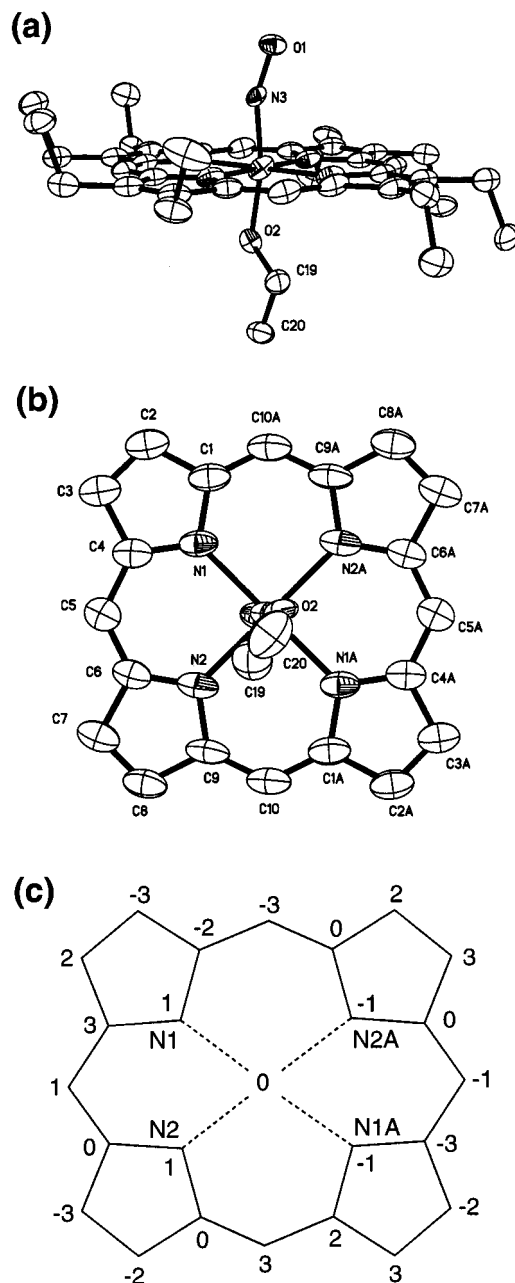 (a)
O1
N3
O2
C19
C20
(b)
C2 C1 C10A C9A C8A
C3 C7A
C4 N1 N2A C6A
C5 O2 C5A
C6 N2 C20 N1A C4A
C19
C7 C3A
C8 C9 C10 C1A C2A
(c)
-3 -2 -3 0 2
2 3
3 1 -1 0
N1 N2A
1 0 -1
0 N2 1 N1A -1 -3
-3 -2
-2 0 3 2 3